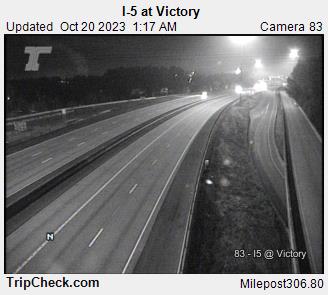 I-5 at Victory
Updated Oct 20 2023 1:17 AM Camera 83
T
N
83 - I5 @ Victory
TripCheck.com Milepost306.80